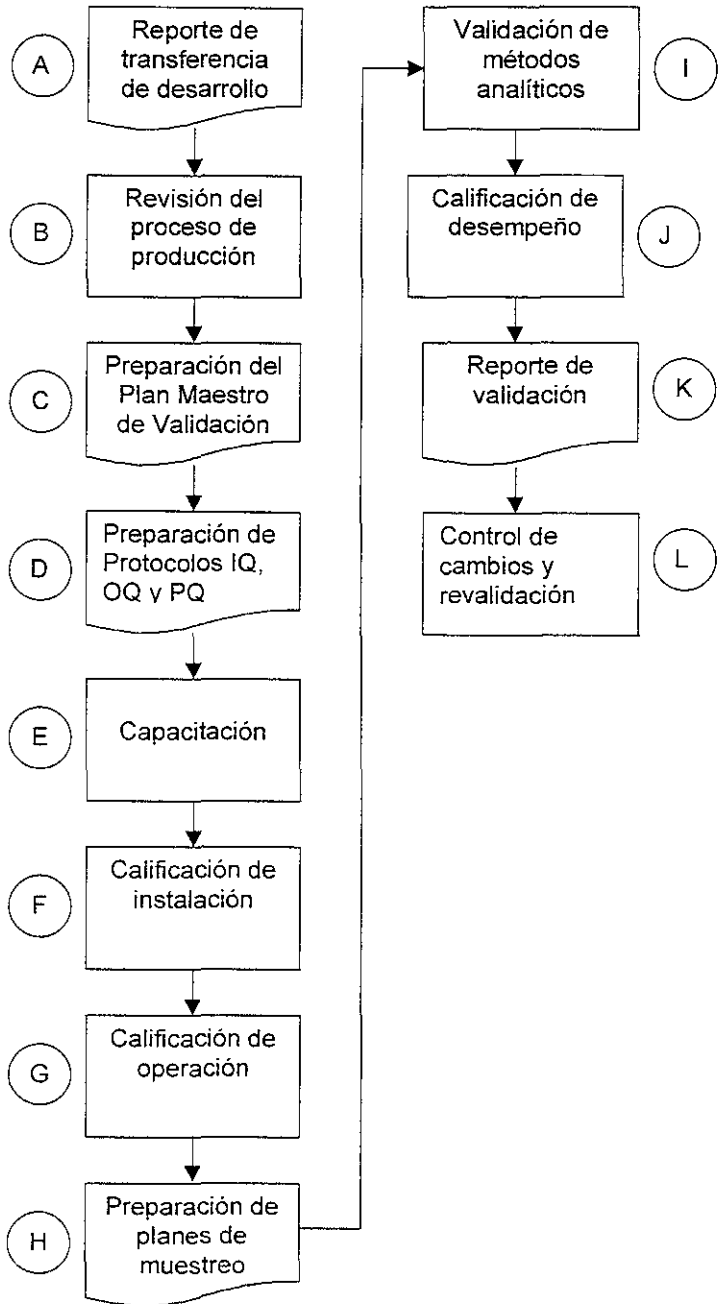 A
Reporte de
transferencia
de desarrollo
B
Revisión del
proceso de
producción
C
Preparación del
Plan Maestro
de Validación
D
Preparación de
Protocolos IQ,
OQ y PQ
E
Capacitación
F
Calificación de
instalación
G
Calificación de
operación
H
Preparación de
planes de
muestreo
Validación de
métodos
analíticos
I
Calificación de
desempeño
J
Reporte de
validación
K
Control de
cambios y
revalidación
L